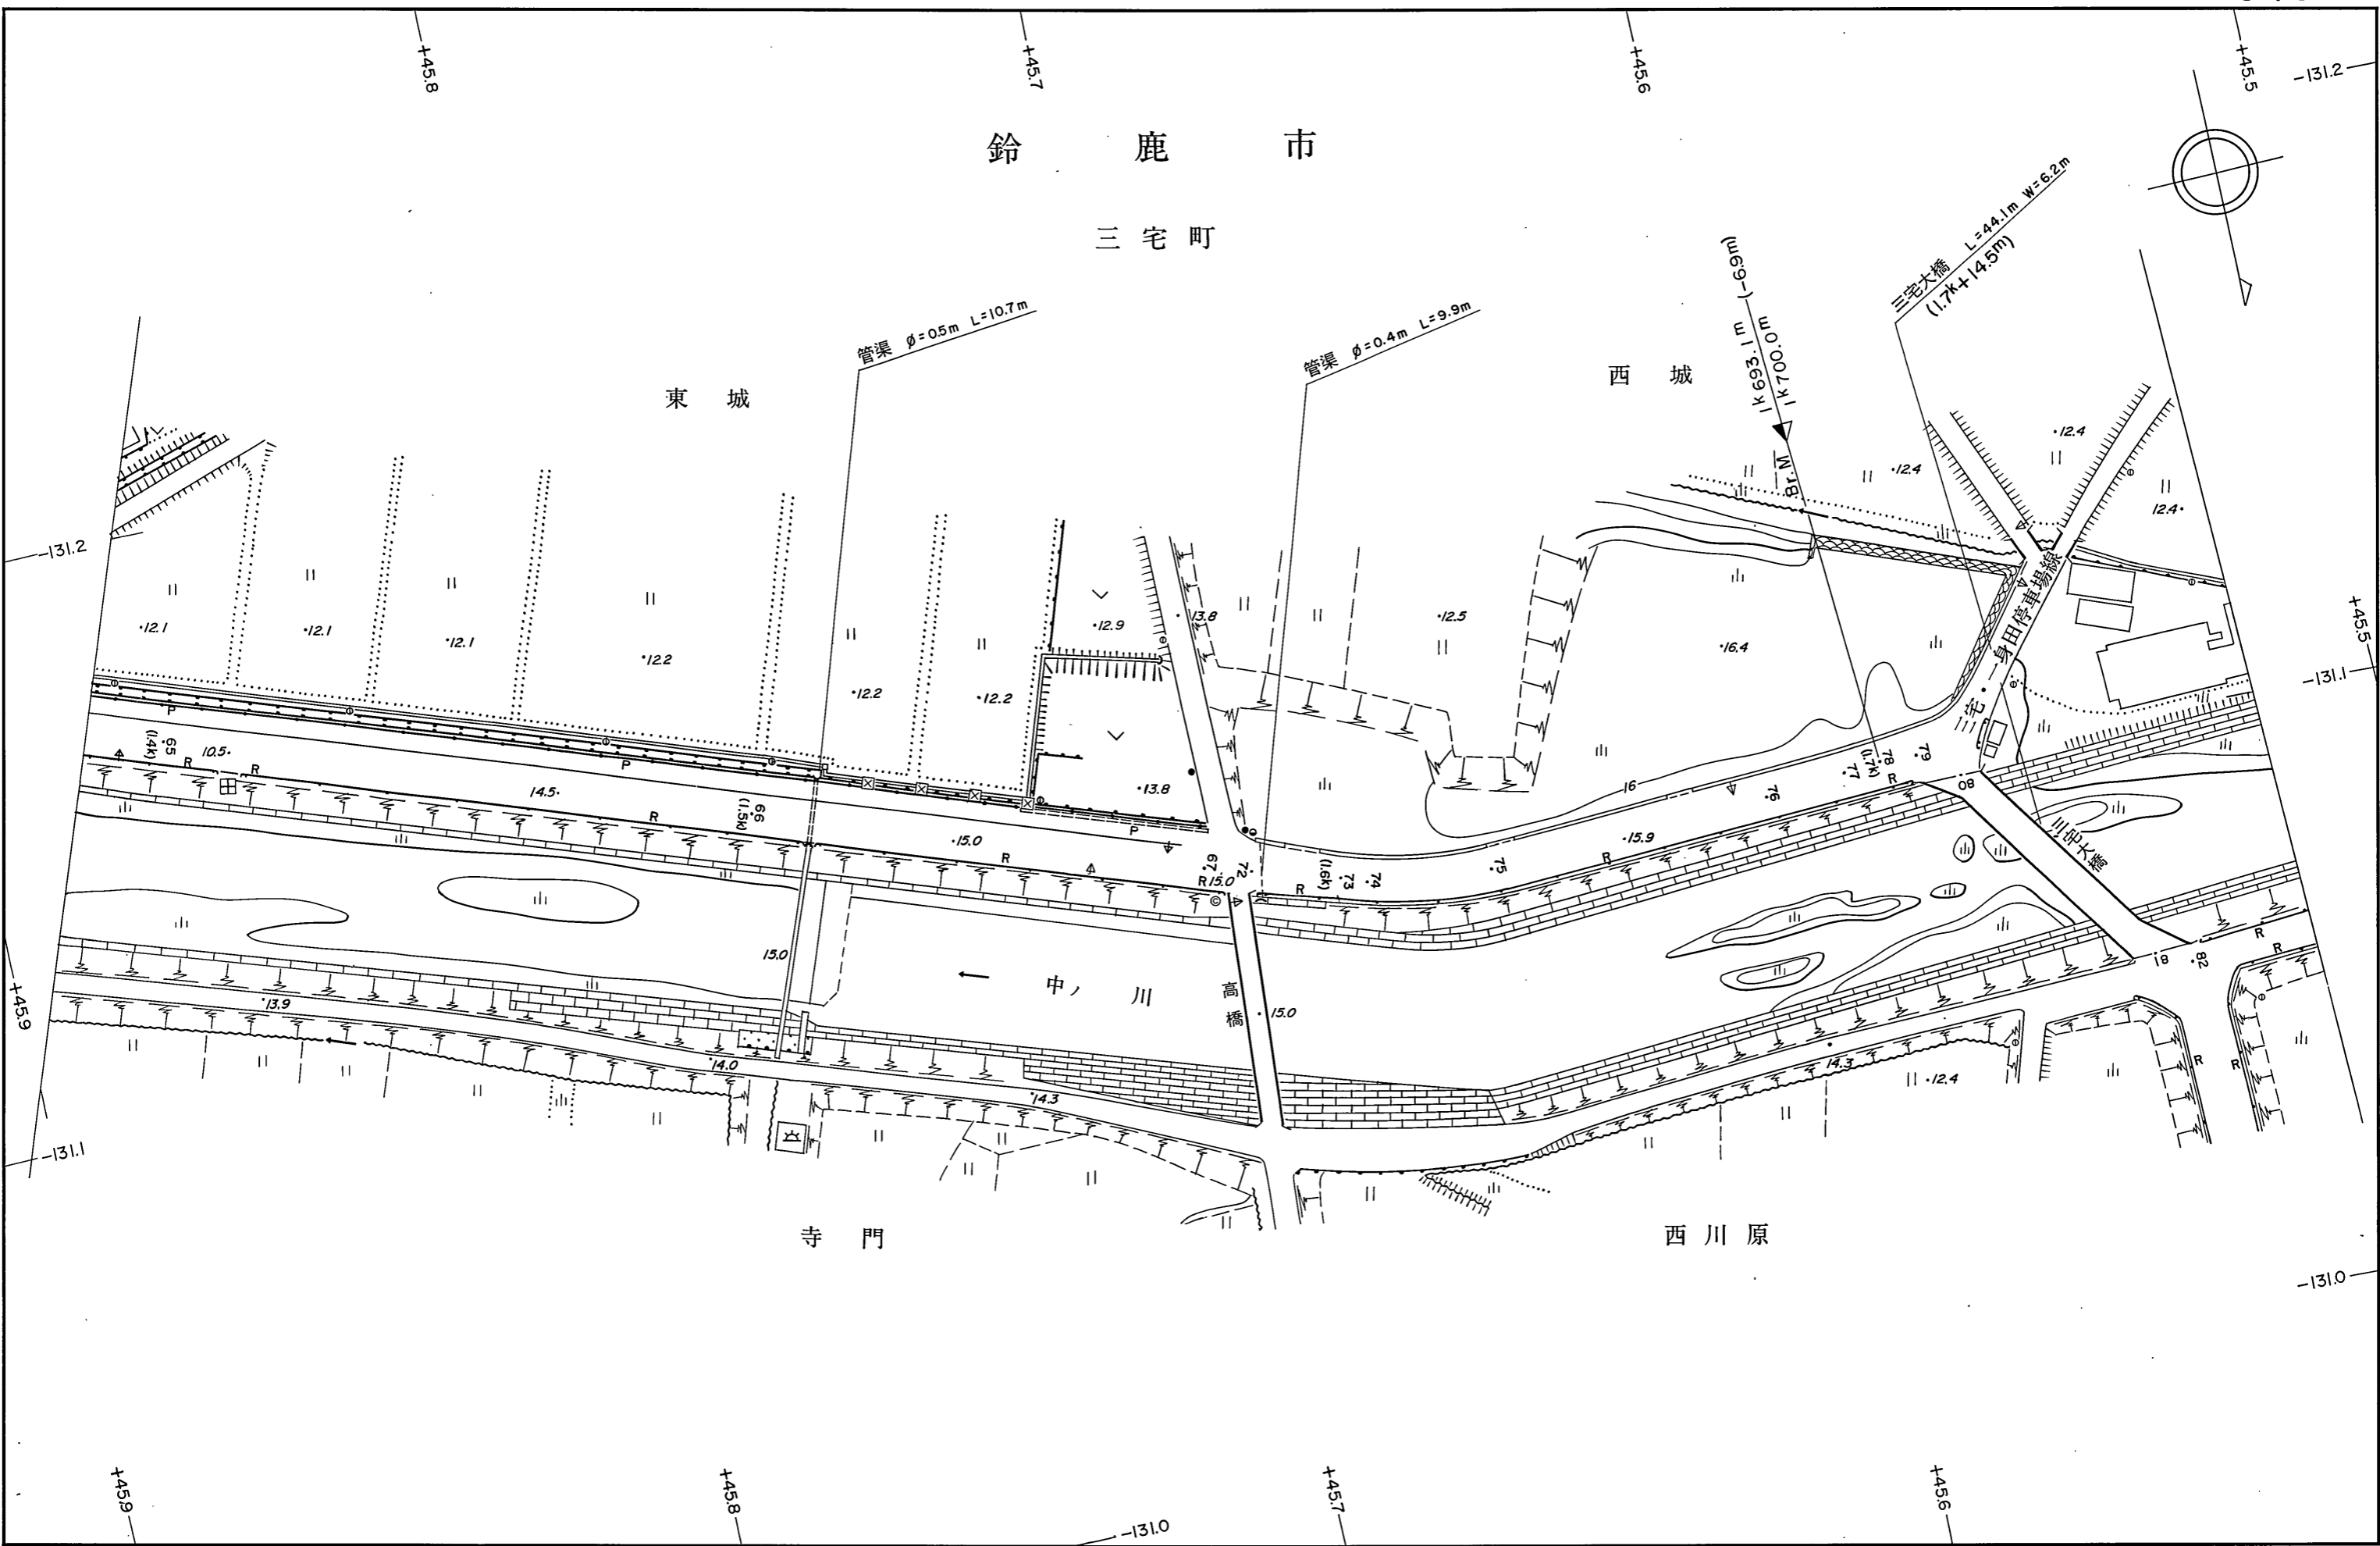 +45.8
+45.7
+45.6
+45.5
-131.2
鈴鹿市
三宅町
三宅大橋 L=44.1m W=6.2m
(1.7k+14.5m)
管渠 φ=0.5m L=10.7m
管渠 φ=0.4m L=9.9m
1k693.1m (-6.9m)
1k700.0m
Br.M
東城
西城
12.4
12.4
12.4
-131.2
12.1
12.1
12.1
12.2
12.2
12.2
12.9
13.8
12.5
16.4
三宅一身田停車場線
+45.5
-131.1
P
P
P
65
(1.4k)
10.5
R
R
14.5
R
66
(1.5k)
15.0
R
13.8
67
72
R 15.0
R
(1.6k)
73
74
75
R
15.9
16
76
77
78
(1.7k)
79
R
80
三宅大橋
81
82
R
R
15.0
中ノ川
高橋
15.0
13.9
14.0
14.3
14.3
12.4
R
R
+45.9
-131.1
寺門
西川原
-131.0
+45.9
+45.8
-131.0
+45.7
+45.6